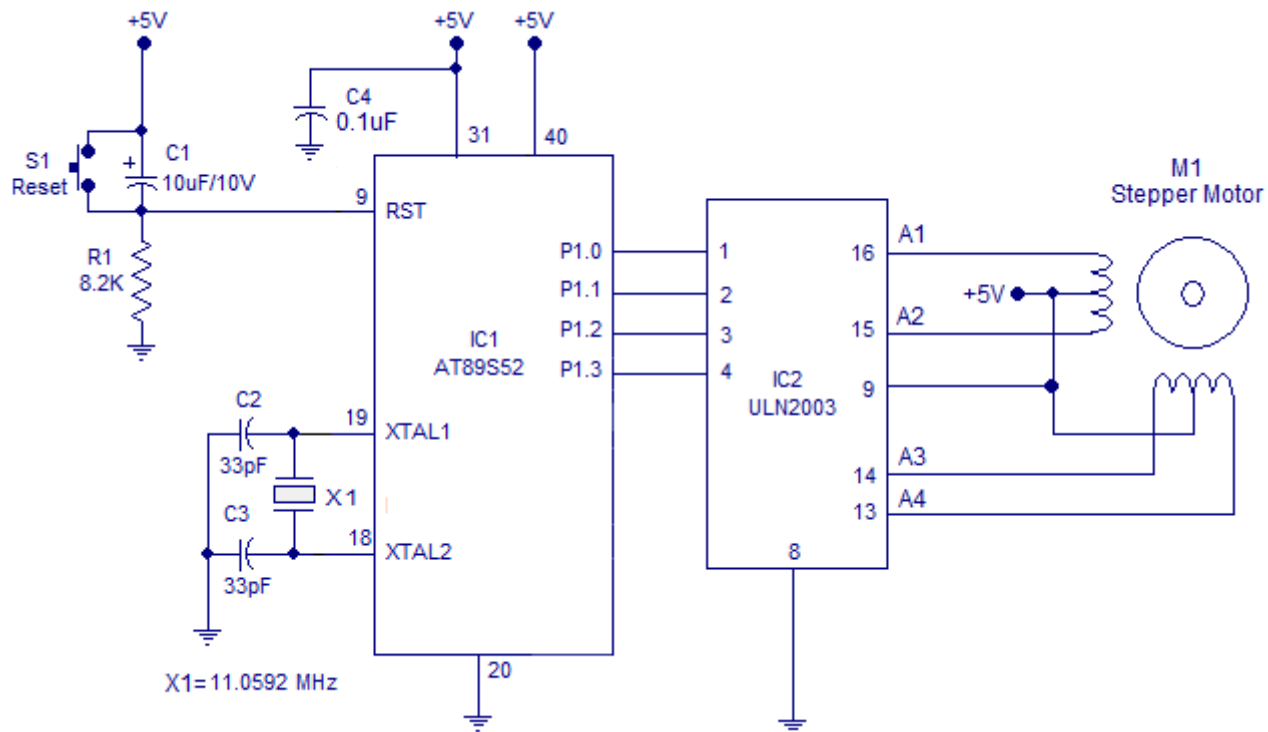 +5V
+5V
+5V
C4
0.1uF
31
40
S1
Reset
+
C1
10uF/10V
9
RST
R1
8.2K
M1
Stepper Motor
P1.0
P1.1
P1.2
P1.3
1
2
3
4
16
A1
+5V
15
A2
IC1
AT89S52
IC2
ULN2003
9
C2
33pF
19
XTAL1
X1
14
A3
13
A4
C3
33pF
18
XTAL2
8
20
X1= 11.0592 MHz